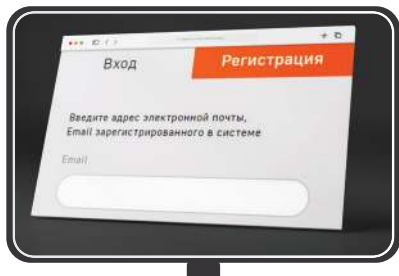 Вход
Регистрация
Введите адрес электронной почты,
Email зарегистрированного в системе
Email